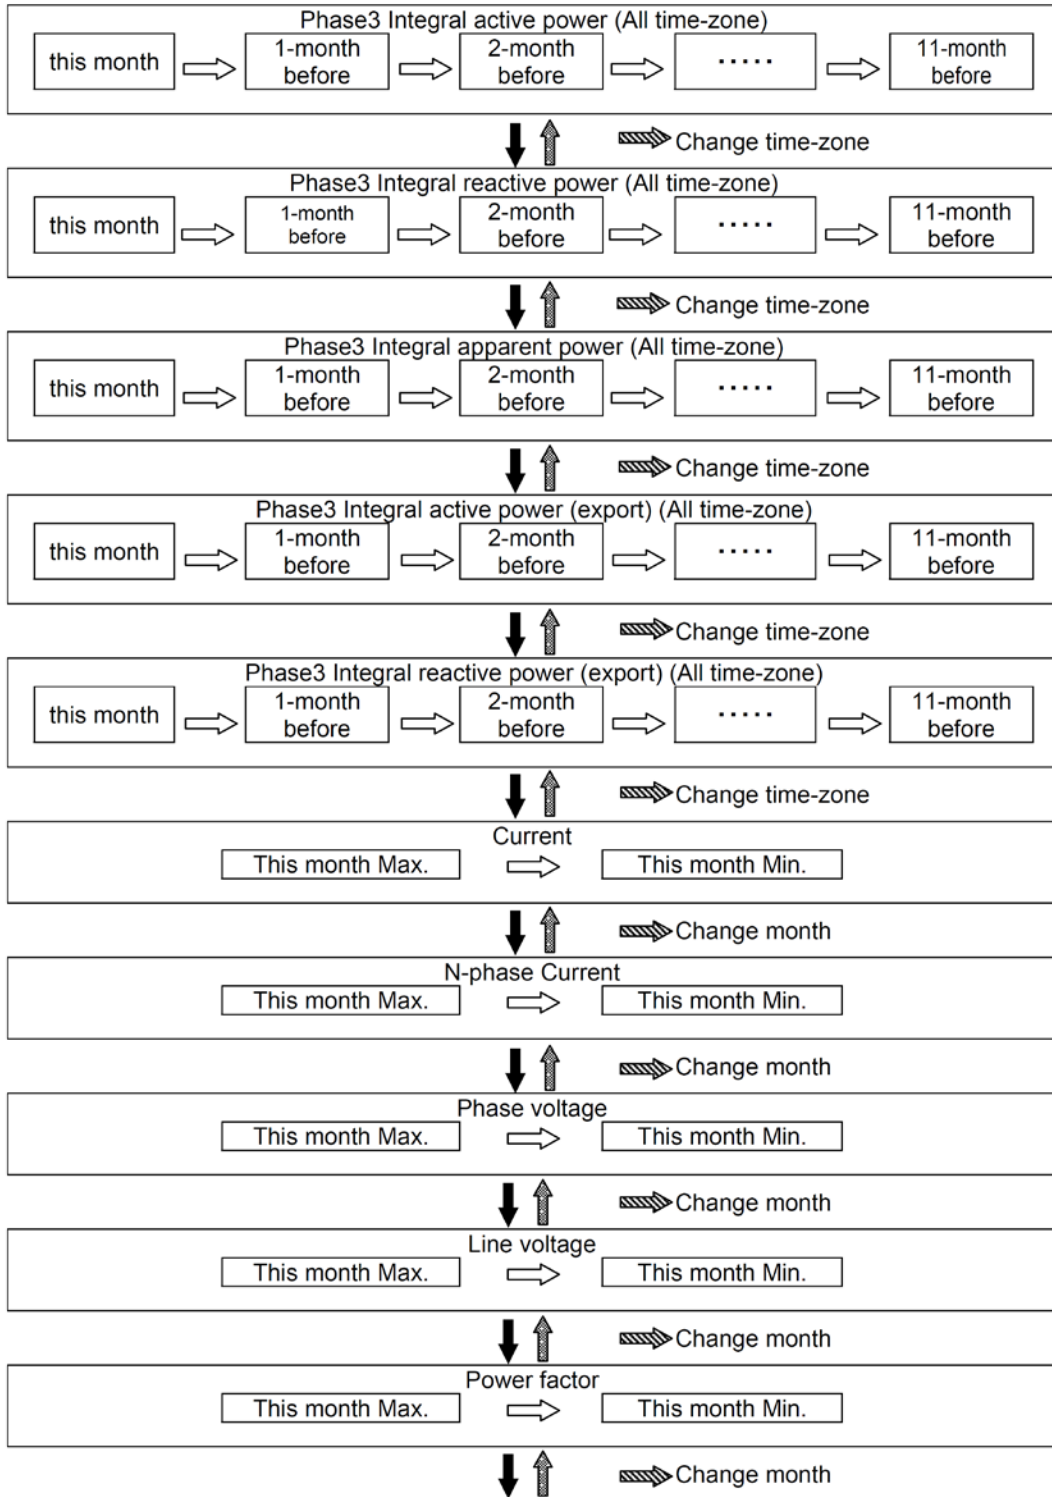 Phase3 Integral active power (All time-zone)
this month
1-month
before
2-month
before
.....
11-month
before
Change time-zone
Phase3 Integral reactive power (All time-zone)
this month
1-month
before
2-month
before
.....
11-month
before
Change time-zone
Phase3 Integral apparent power (All time-zone)
this month
1-month
before
2-month
before
.....
11-month
before
Change time-zone
Phase3 Integral active power (export) (All time-zone)
this month
1-month
before
2-month
before
.....
11-month
before
Change time-zone
Phase3 Integral reactive power (export) (All time-zone)
this month
1-month
before
2-month
before
.....
11-month
before
Change time-zone
Current
This month Max.
This month Min.
Change month
N-phase Current
This month Max.
This month Min.
Change month
Phase voltage
This month Max.
This month Min.
Change month
Line voltage
This month Max.
This month Min.
Change month
Power factor
This month Max.
This month Min.
Change month